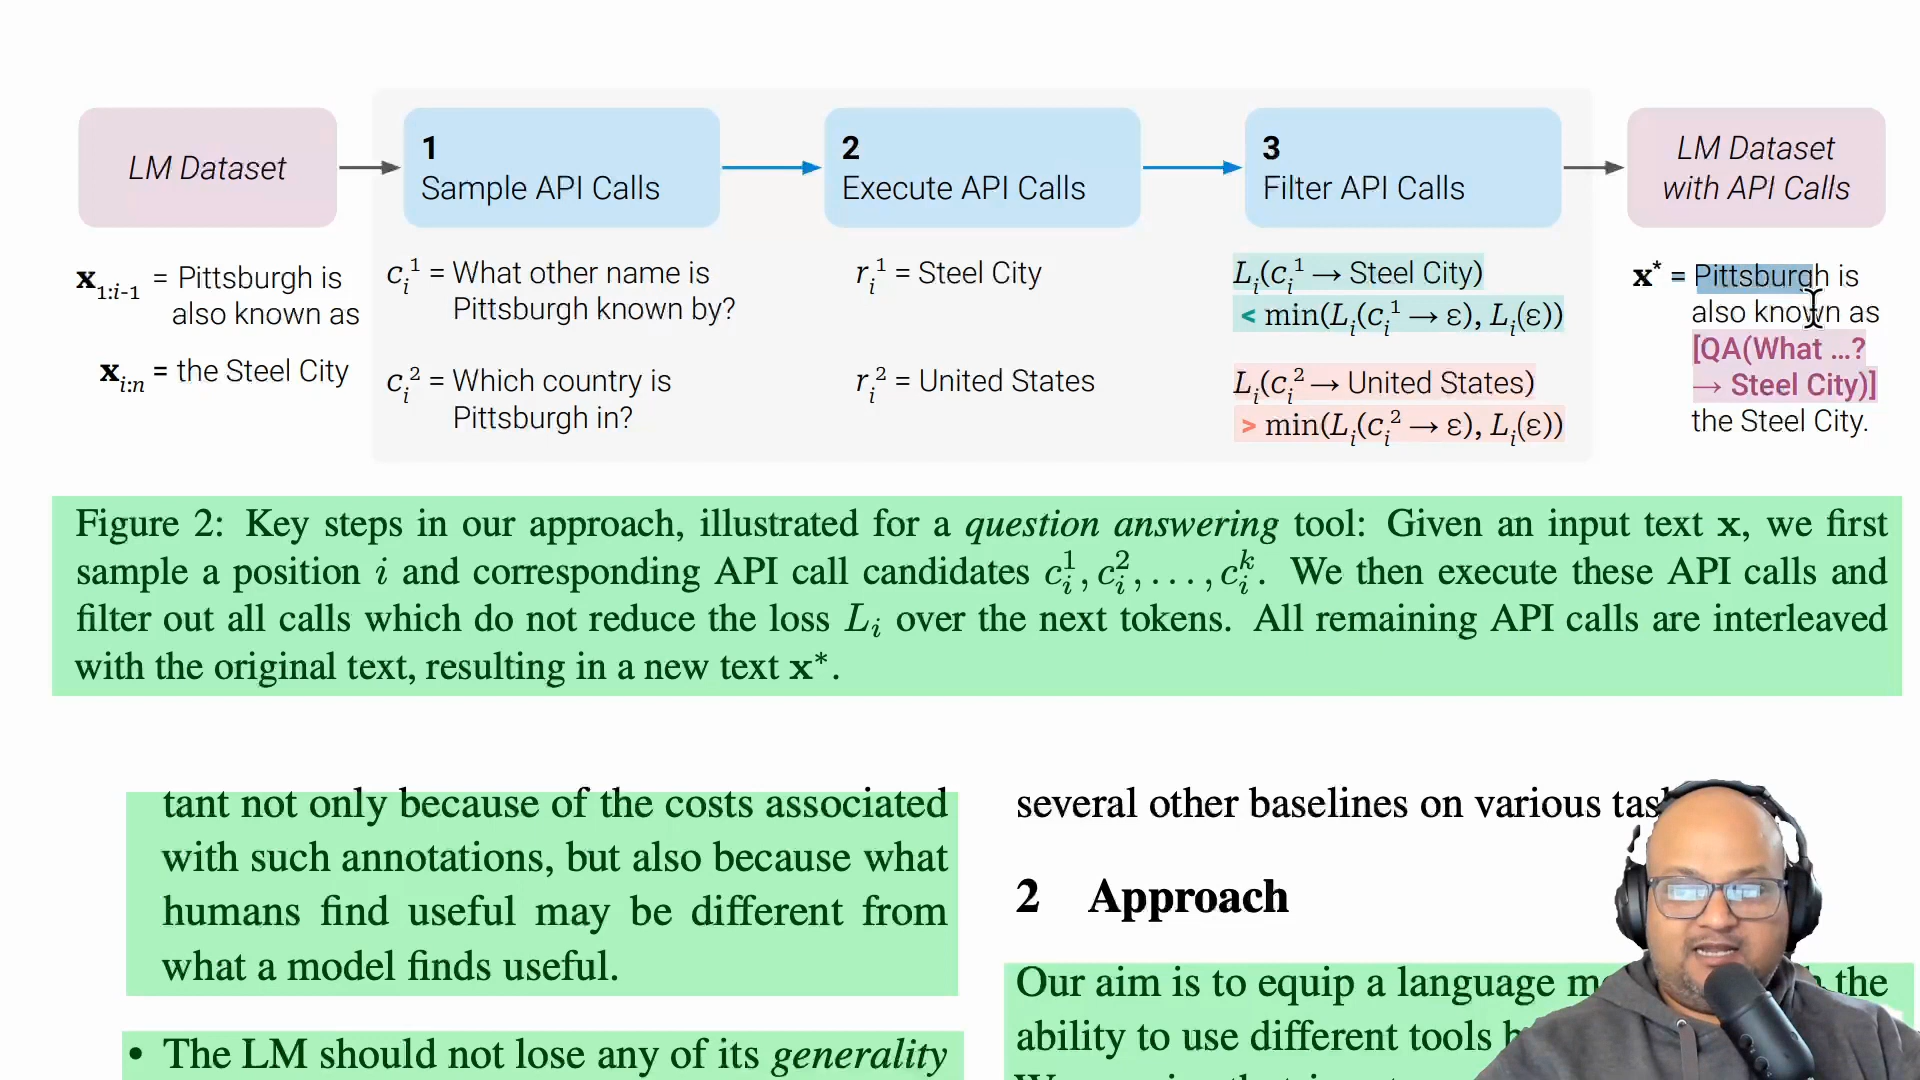 LM Dataset
1
Sample API Calls
2
Execute API Calls
3
Filter API Calls
LM Dataset
with API Calls
x1:i-1 = Pittsburgh is
also known as
xi:n = the Steel City
ci1 = What other name is
Pittsburgh known by?
ci2 = Which country is
Pittsburgh in?
ri1 = Steel City
ri2 = United States
Li(ci1 → Steel City)
< min(Li(ci1 → ε), Li(ε))
Li(ci2 → United States)
> min(Li(ci2 → ε), Li(ε))
x* = Pittsburgh is
also known as
[QA(What ...?
→ Steel City)]
the Steel City.
Figure 2: Key steps in our approach, illustrated for a question answering tool: Given an input text x, we first
sample a position i and corresponding API call candidates ci1, ci2, . . . , cik. We then execute these API calls and
filter out all calls which do not reduce the loss Li over the next tokens. All remaining API calls are interleaved
with the original text, resulting in a new text x*.
tant not only because of the costs associated
with such annotations, but also because what
humans find useful may be different from
what a model finds useful.
• The LM should not lose any of its generality
several other baselines on various
2 Approach
Our aim is to equip a language the
ability to use different tools